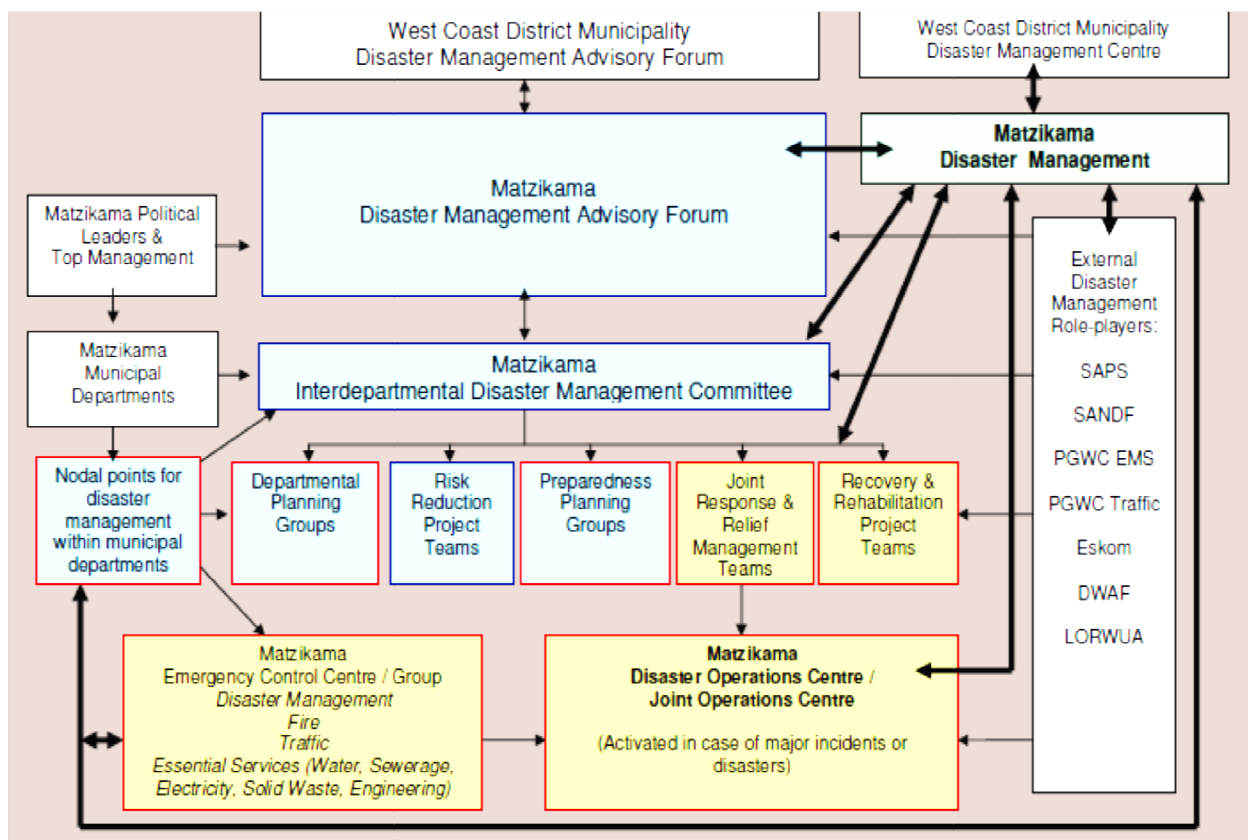 West Coast District Municipality
Disaster Management Advisory Forum
West Coast District Municipality
Disaster Management Centre
Matzikama
Disaster Management
Matzikama
Disaster Management Advisory Forum
Matzikama Political
Leaders &
Top Management
External
Disaster
Management
Role-players:
SAPS
SANDF
PGWC EMS
PGWC Traffic
Eskom
DWAF
LORWUA
Matzikama
Municipal
Departments
Matzikama
Interdepartmental Disaster Management Committee
Nodal points for
disaster
management
within municipal
departments
Departmental
Planning
Groups
Risk
Reduction
Project
Teams
Preparedness
Planning
Groups
Joint
Response &
Relief
Management
Teams
Recovery &
Rehabilitation
Project
Teams
Matzikama
Emergency Control Centre / Group
Disaster Management
Fire
Traffic
Essential Services (Water, Sewerage,
Electricity, Solid Waste, Engineering)
Matzikama
Disaster Operations Centre /
Joint Operations Centre
(Activated in case of major incidents or
disasters)